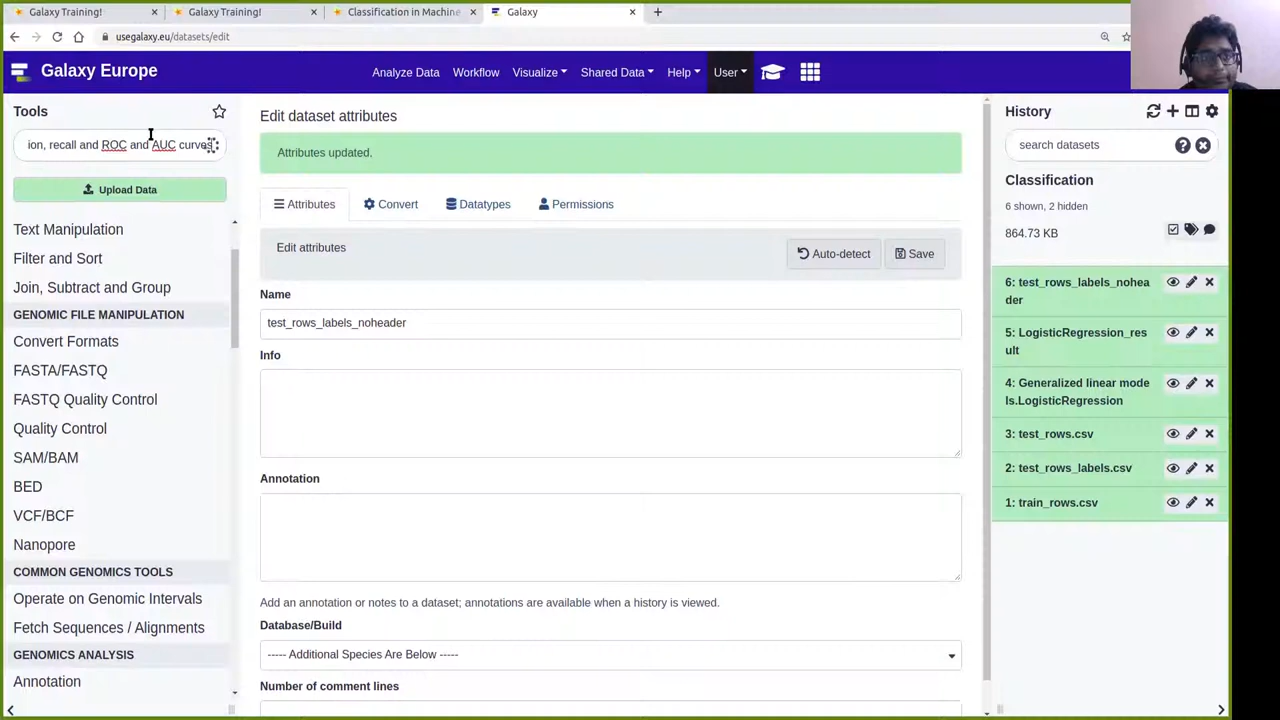 Galaxy Training!
Galaxy Training!
Classification in Machine
Galaxy
usegalaxy.eu/datasets/edit
Galaxy Europe
Analyze Data
Workflow
Visualize
Shared Data
Help
User
Tools
ion, recall and ROC and AUC curves
Upload Data
Text Manipulation
Filter and Sort
Join, Subtract and Group
GENOMIC FILE MANIPULATION
Convert Formats
FASTA/FASTQ
FASTQ Quality Control
Quality Control
SAM/BAM
BED
VCF/BCF
Nanopore
COMMON GENOMICS TOOLS
Operate on Genomic Intervals
Fetch Sequences / Alignments
GENOMICS ANALYSIS
Annotation
Edit dataset attributes
Attributes updated.
Attributes
Convert
Datatypes
Permissions
Edit attributes
Auto-detect
Save
Name
test_rows_labels_noheader
Info
Annotation
Add an annotation or notes to a dataset; annotations are available when a history is viewed.
Database/Build
----- Additional Species Are Below -----
Number of comment lines
History
search datasets
Classification
6 shown, 2 hidden
864.73 KB
6: test_rows_labels_nohea
der
5: LogisticRegression_res
ult
4: Generalized linear mode
ls.LogisticRegression
3: test_rows.csv
2: test_rows_labels.csv
1: train_rows.csv